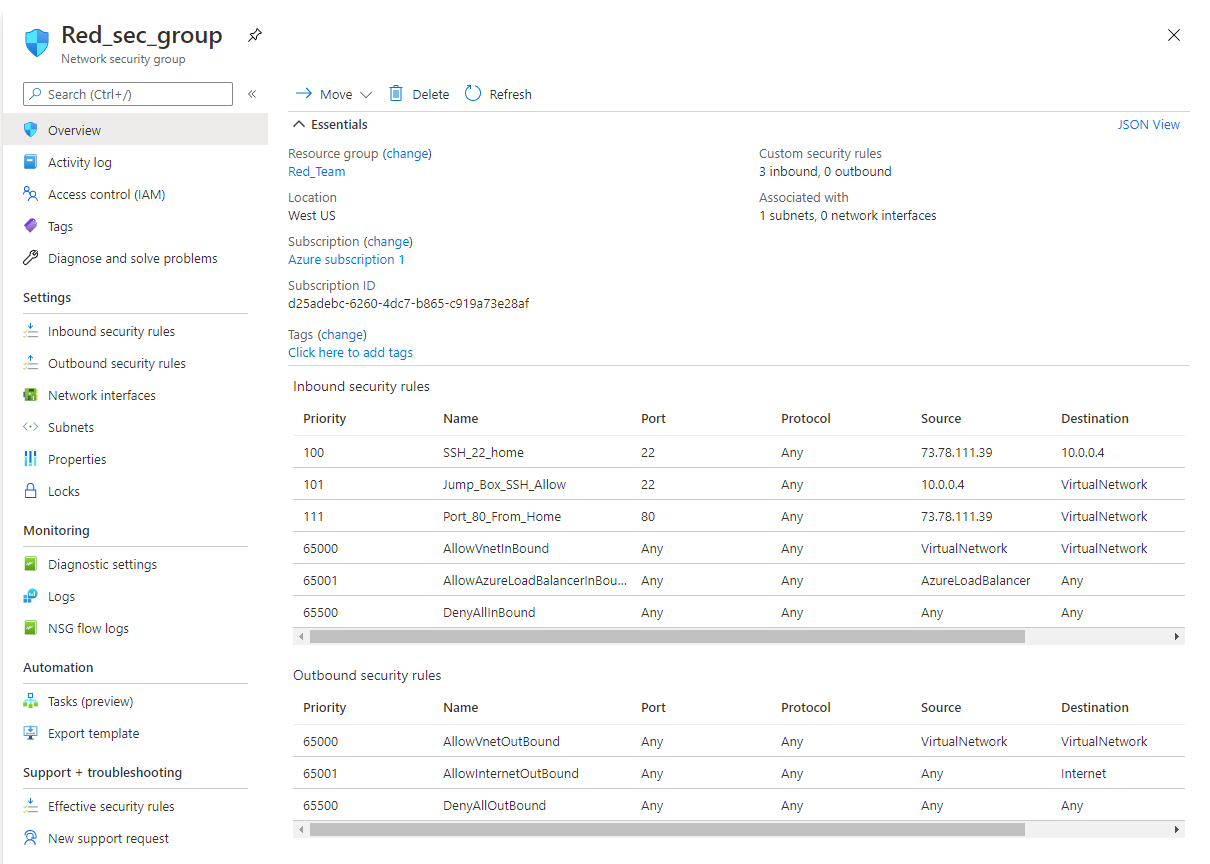 Red_sec_group
Network security group
Search (Ctrl+/)
«
Overview
Activity log
Access control (IAM)
Tags
Diagnose and solve problems
Settings
Inbound security rules
Outbound security rules
Network interfaces
Subnets
Properties
Locks
Monitoring
Diagnostic settings
Logs
NSG flow logs
Automation
Tasks (preview)
Export template
Support + troubleshooting
Effective security rules
New support request
Move Delete Refresh
Essentials JSON View
Resource group (change)
Red_Team
Location
West US
Subscription (change)
Azure subscription 1
Subscription ID
d25adebc-6260-4dc7-b865-c919a73e28af
Tags (change)
Click here to add tags
Custom security rules
3 inbound, 0 outbound
Associated with
1 subnets, 0 network interfaces
Inbound security rules
Priority Name Port Protocol Source Destination
100 SSH_22_home 22 Any 73.78.111.39 10.0.0.4
101 Jump_Box_SSH_Allow 22 Any 10.0.0.4 VirtualNetwork
111 Port_80_From_Home 80 Any 73.78.111.39 VirtualNetwork
65000 AllowVnetInBound Any Any VirtualNetwork VirtualNetwork
65001 AllowAzureLoadBalancerInBou... Any Any AzureLoadBalancer Any
65500 DenyAllInBound Any Any Any Any
Outbound security rules
Priority Name Port Protocol Source Destination
65000 AllowVnetOutBound Any Any VirtualNetwork VirtualNetwork
65001 AllowInternetOutBound Any Any Any Internet
65500 DenyAllOutBound Any Any Any Any